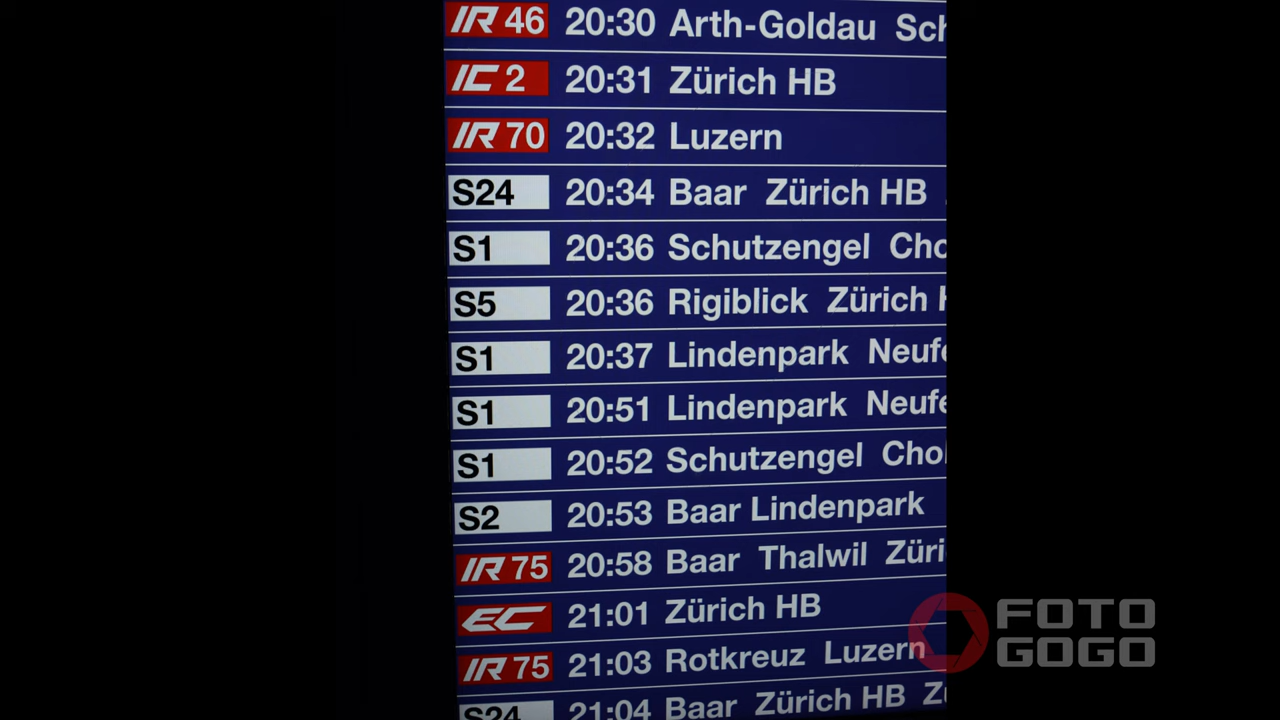 IR 46 20:30 Arth-Goldau
IC 2 20:31 Zürich HB
IR 70 20:32 Luzern
S24 20:34 Baar Zürich HB
S1 20:36 Schutzengel
S5 20:36 Rigiblick Zürich
S1 20:37 Lindenpark
S1 20:51 Lindenpark
S1 20:52 Schutzengel
S2 20:53 Baar Lindenpark
IR 75 20:58 Baar Thalwil
EC 21:01 Zürich HB
IR 75 21:03 Rotkreuz Luzern
S24 21:04 Baar Zürich HB
FOTO
GOGO